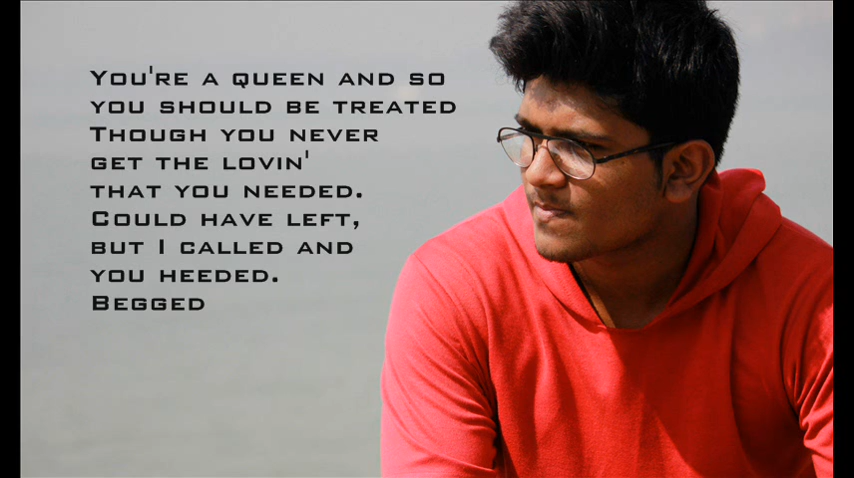 You're a queen and so
you should be treated
Though you never
get the lovin'
that you needed.
Could have left,
but I called and
you heeded.
Begged